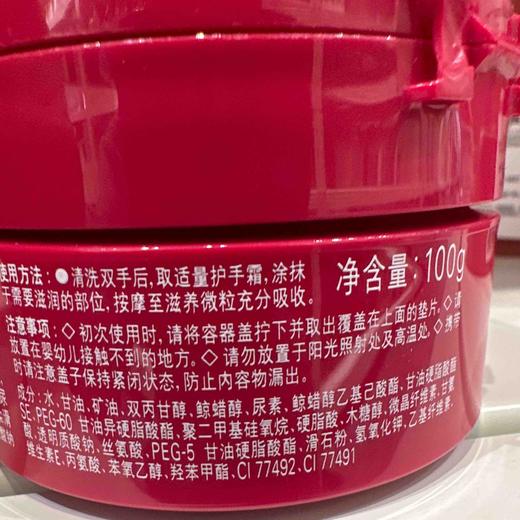 使用方法：●清洗双手后，取适量护手霜，涂抹
于需要滋润的部位，按摩至滋养微粒充分吸收。
净含量：100g
注意事项：◇初次使用时，请将容器盖拧下并取出覆盖在上面的垫片。◇请
放置在婴幼儿接触不到的地方。◇请勿放置于阳光照射处及高温处。◇携带
时请注意盖子保持紧闭状态，防止内容物漏出。
成分：水、甘油、矿油、双丙甘醇、鲸蜡醇、尿素、鲸蜡醇乙基己酸酯、甘油硬脂酸酯
SE、PEG-60 甘油异硬脂酸酯、聚二甲基硅氧烷、硬脂酸、木糖醇、微晶纤维素、甘氨
酸、透明质酸钠、丝氨酸、PEG-5 甘油硬脂酸酯、滑石粉、氢氧化钾、乙基纤维素、
维生素E、丙氨酸、苯氧乙醇、羟苯甲酯、CI 77492、CI 77491